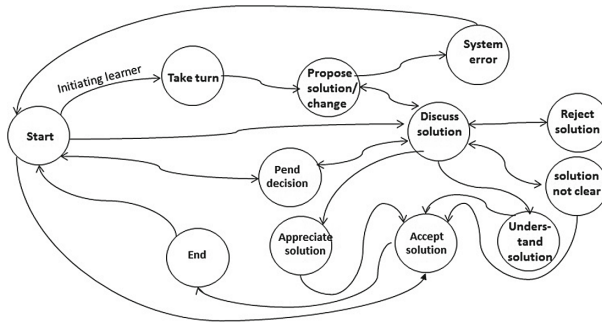 System
error
Initiating learner
Take turn
Propose
solution/
change
Start
Discuss
solution
Reject
solution
Pend
decision
solution
not clear
Appreciate
solution
Accept
solution
Unders-
tand
solution
End